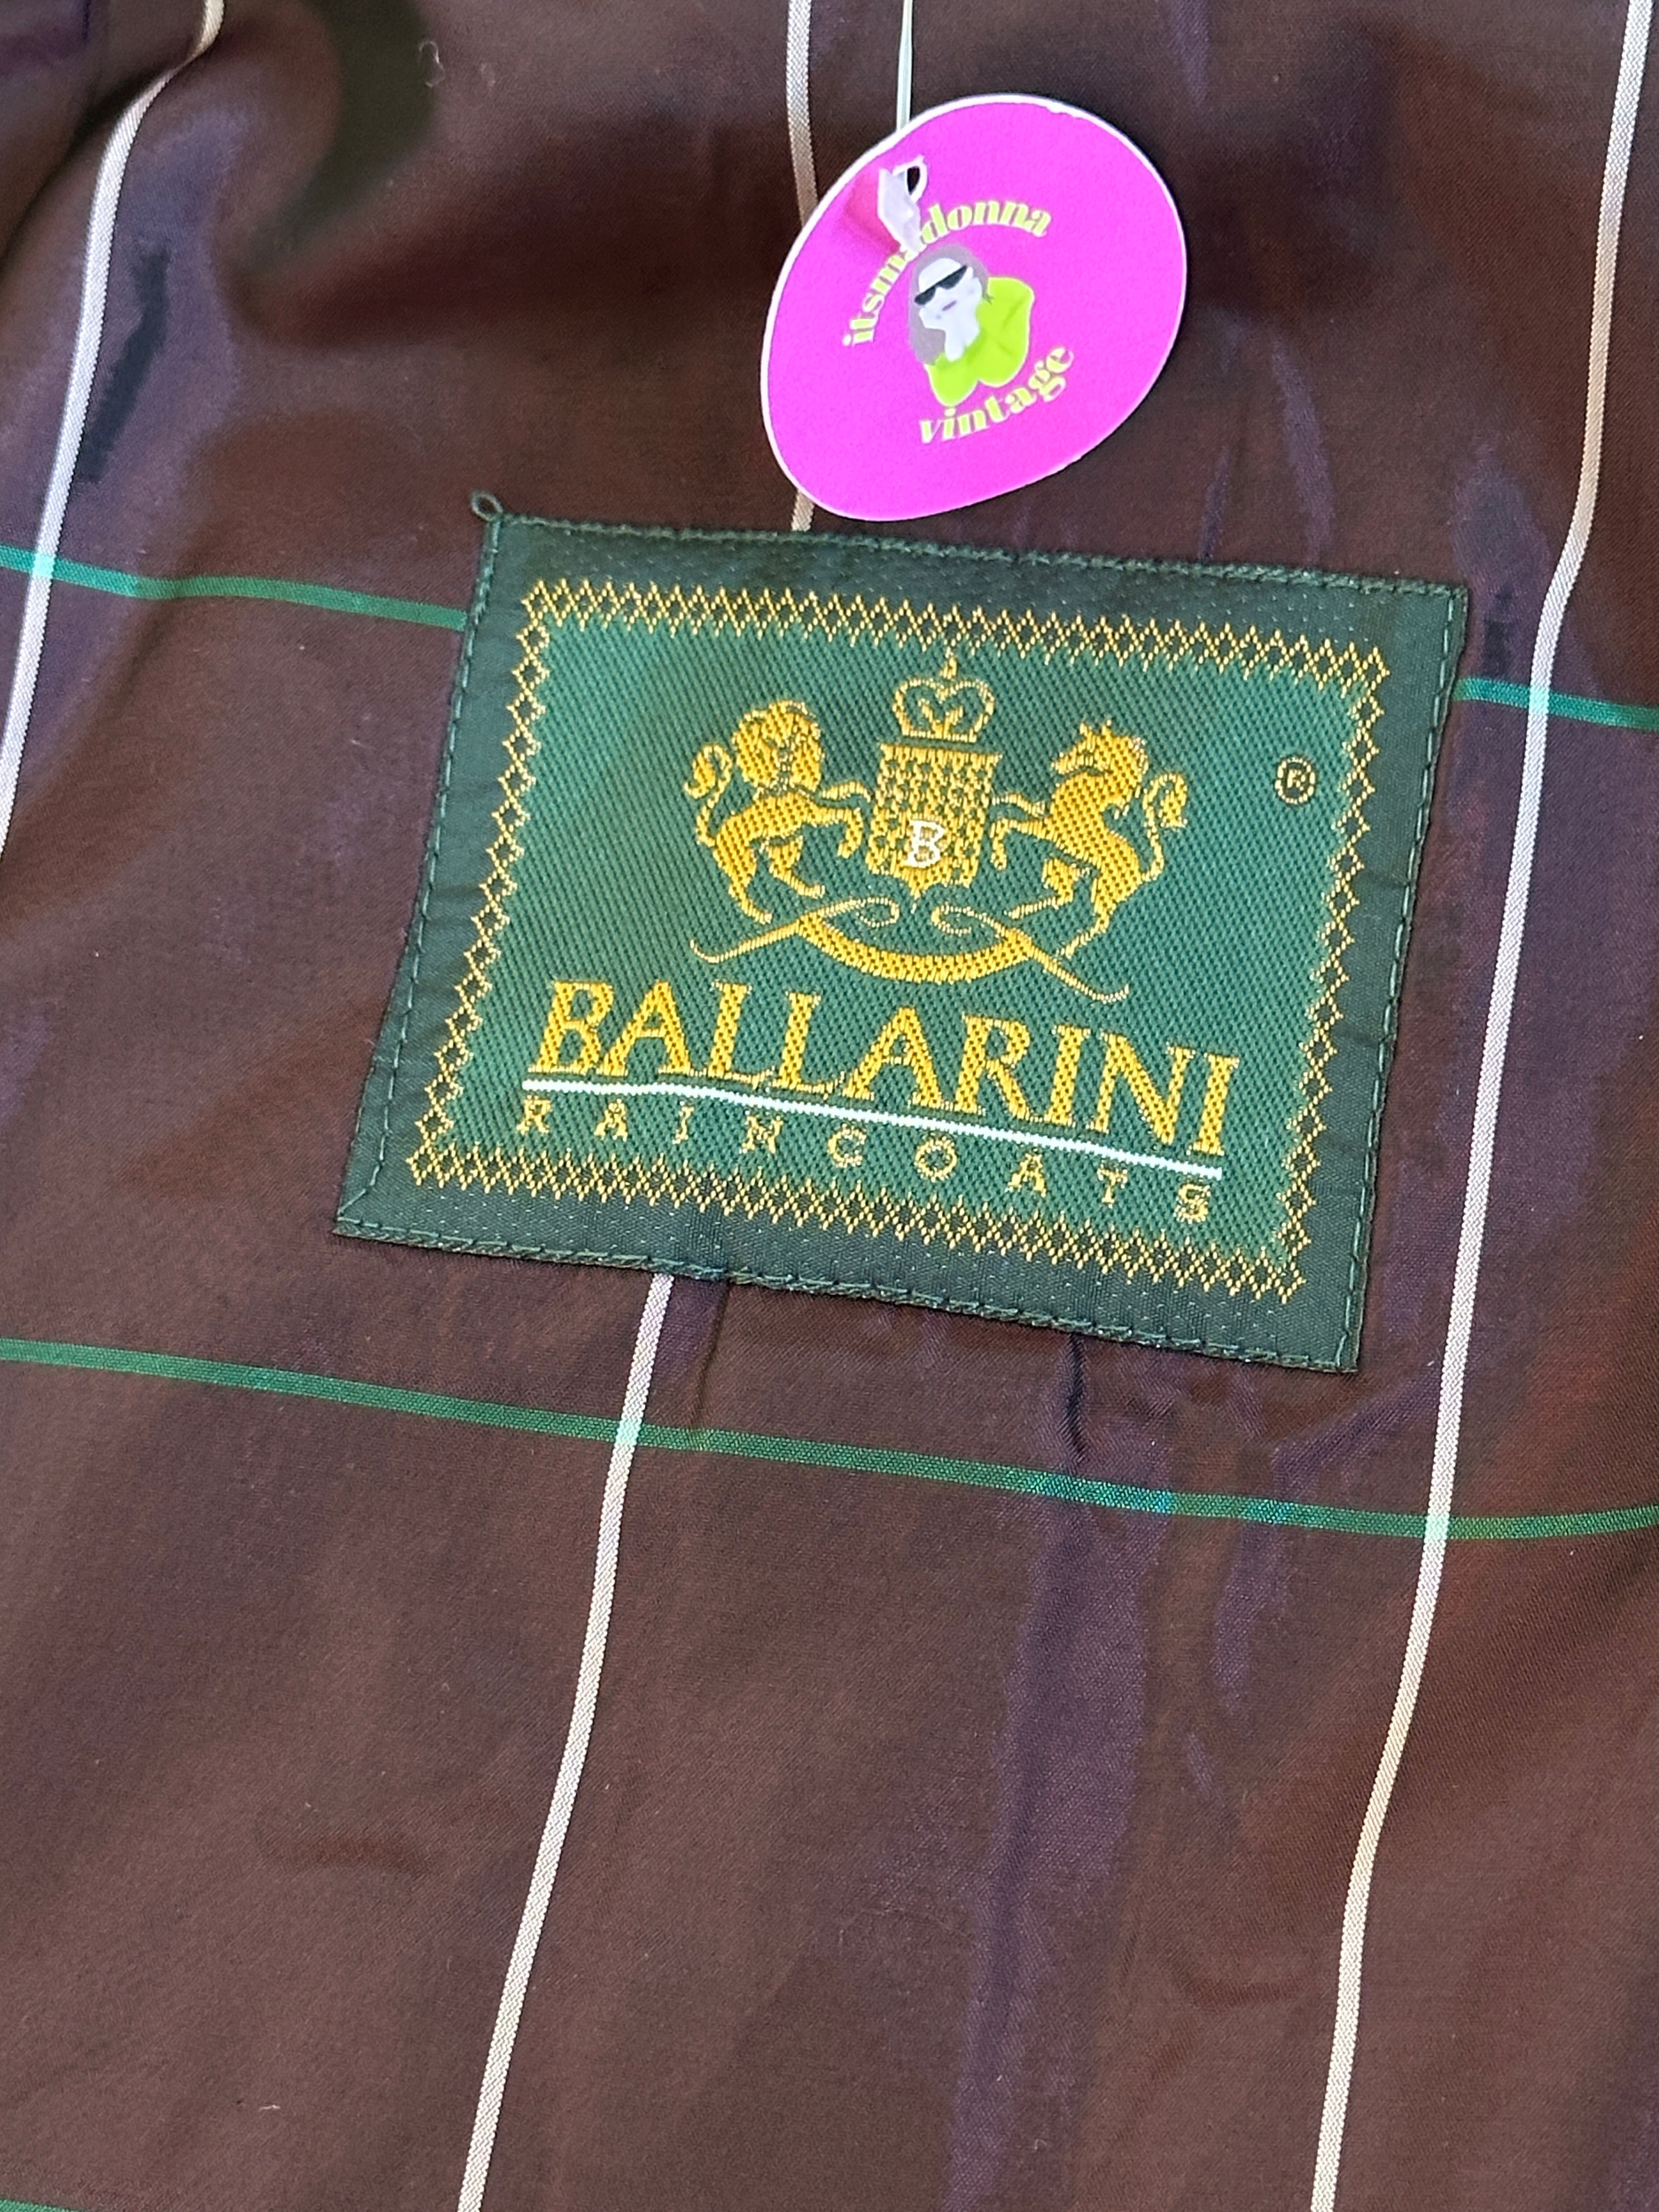 itsmadonna
vintage
®
B
BALLARINI
RAINCOATS